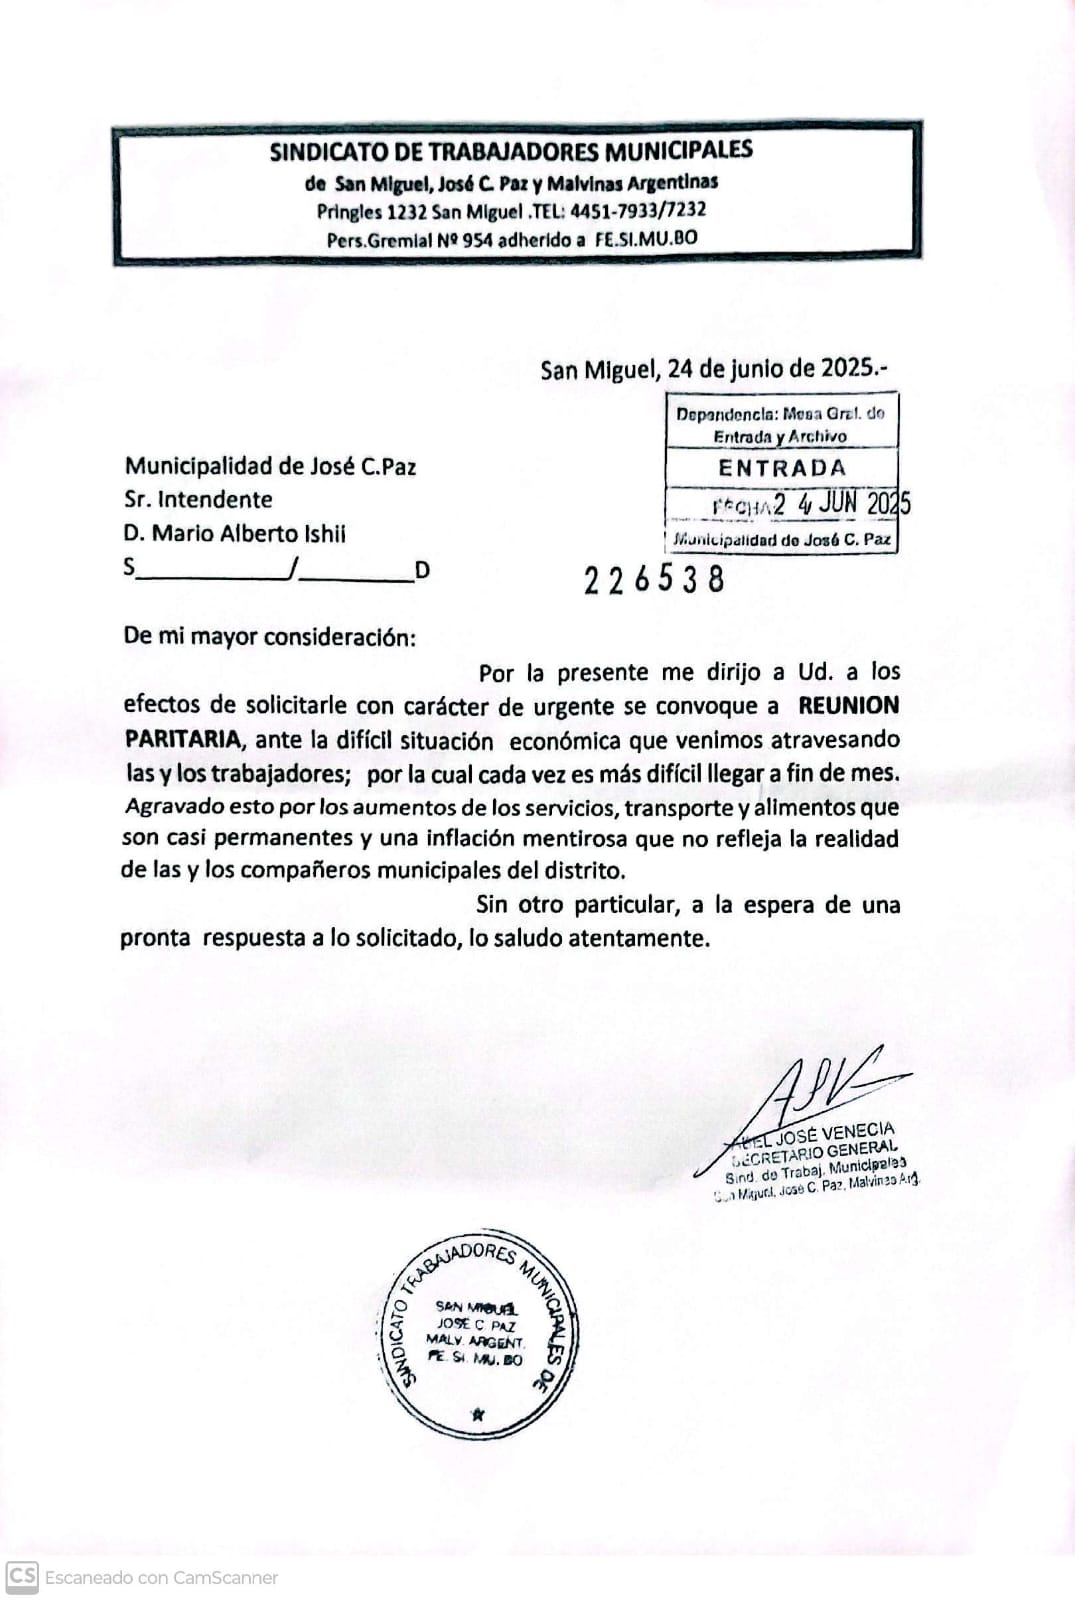 SINDICATO DE TRABAJADORES MUNICIPALES
de San Miguel, José C. Paz y Malvinas Argentinas
Pringles 1232 San Miguel .TEL: 4451-7933/7232
Pers.Gremial Nº 954 adherido a FE.SI.MU.BO
San Miguel, 24 de junio de 2025.-
Dependencia: Mesa Gral. de
Entrada y Archivo
ENTRADA
FECHA 24 JUN 2025
Municipalidad de José C. Paz
226538
Municipalidad de José C.Paz
Sr. Intendente
D. Mario Alberto Ishii
S____________/_________D
De mi mayor consideración:
Por la presente me dirijo a Ud. a los
efectos de solicitarle con carácter de urgente se convoque a REUNION
PARITARIA, ante la difícil situación económica que venimos atravesando
las y los trabajadores; por la cual cada vez es más difícil llegar a fin de mes.
Agravado esto por los aumentos de los servicios, transporte y alimentos que
son casi permanentes y una inflación mentirosa que no refleja la realidad
de las y los compañeros municipales del distrito.
Sin otro particular, a la espera de una
pronta respuesta a lo solicitado, lo saludo atentamente.
JOSÉ VENECIA
SECRETARIO GENERAL
Sind. de Trabaj. Municipales
San Miguel, José C. Paz, Malvinas Arg.
SINDICATO TRABAJADORES MUNICIPALES DE
SAN MIGUEL
JOSE C. PAZ
MALV. ARGENT.
FE. SI. MU. BO
CS Escaneado con CamScanner